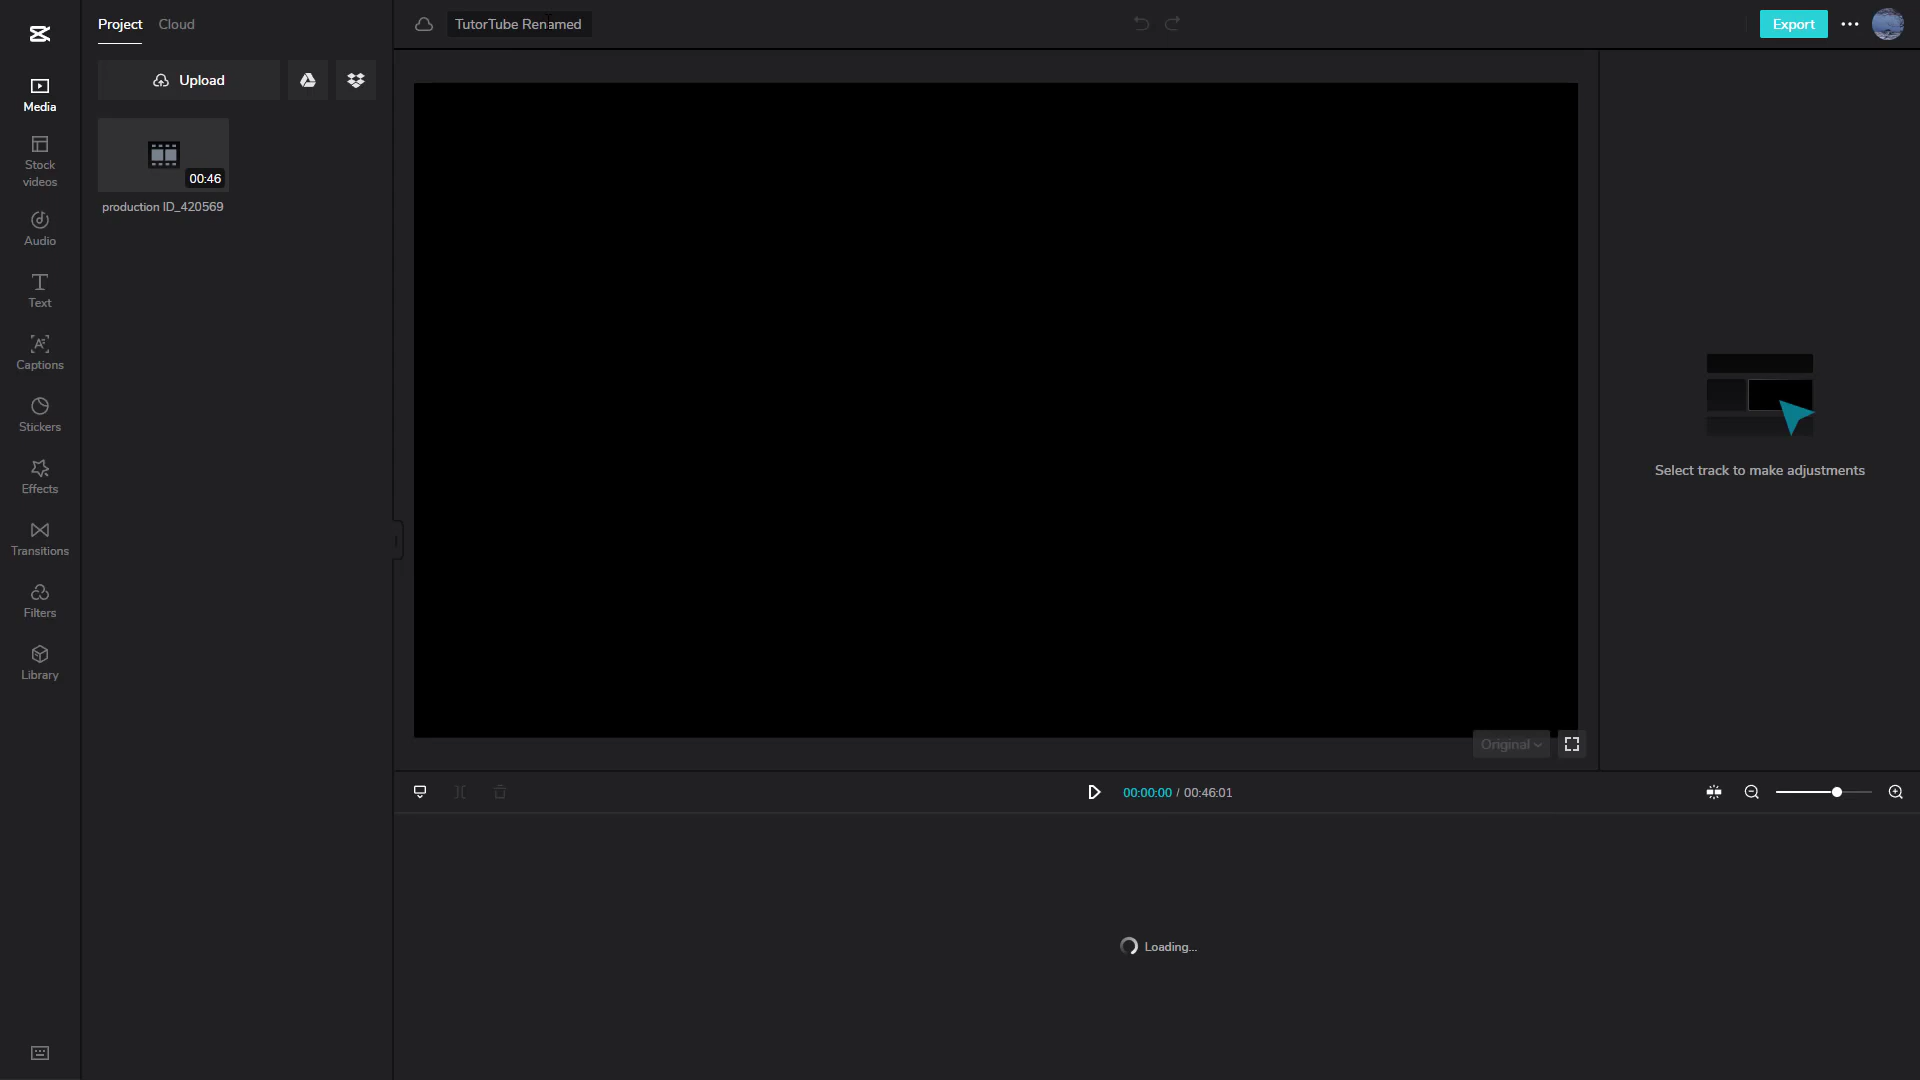 Project
Cloud
TutorTube Renamed
Export
Upload
Media
00:46
production ID_420569
Stock
videos
Audio
Text
Captions
Stickers
Effects
Transitions
Filters
Library
Select track to make adjustments
Original
00:00:00 / 00:46:01
Loading...